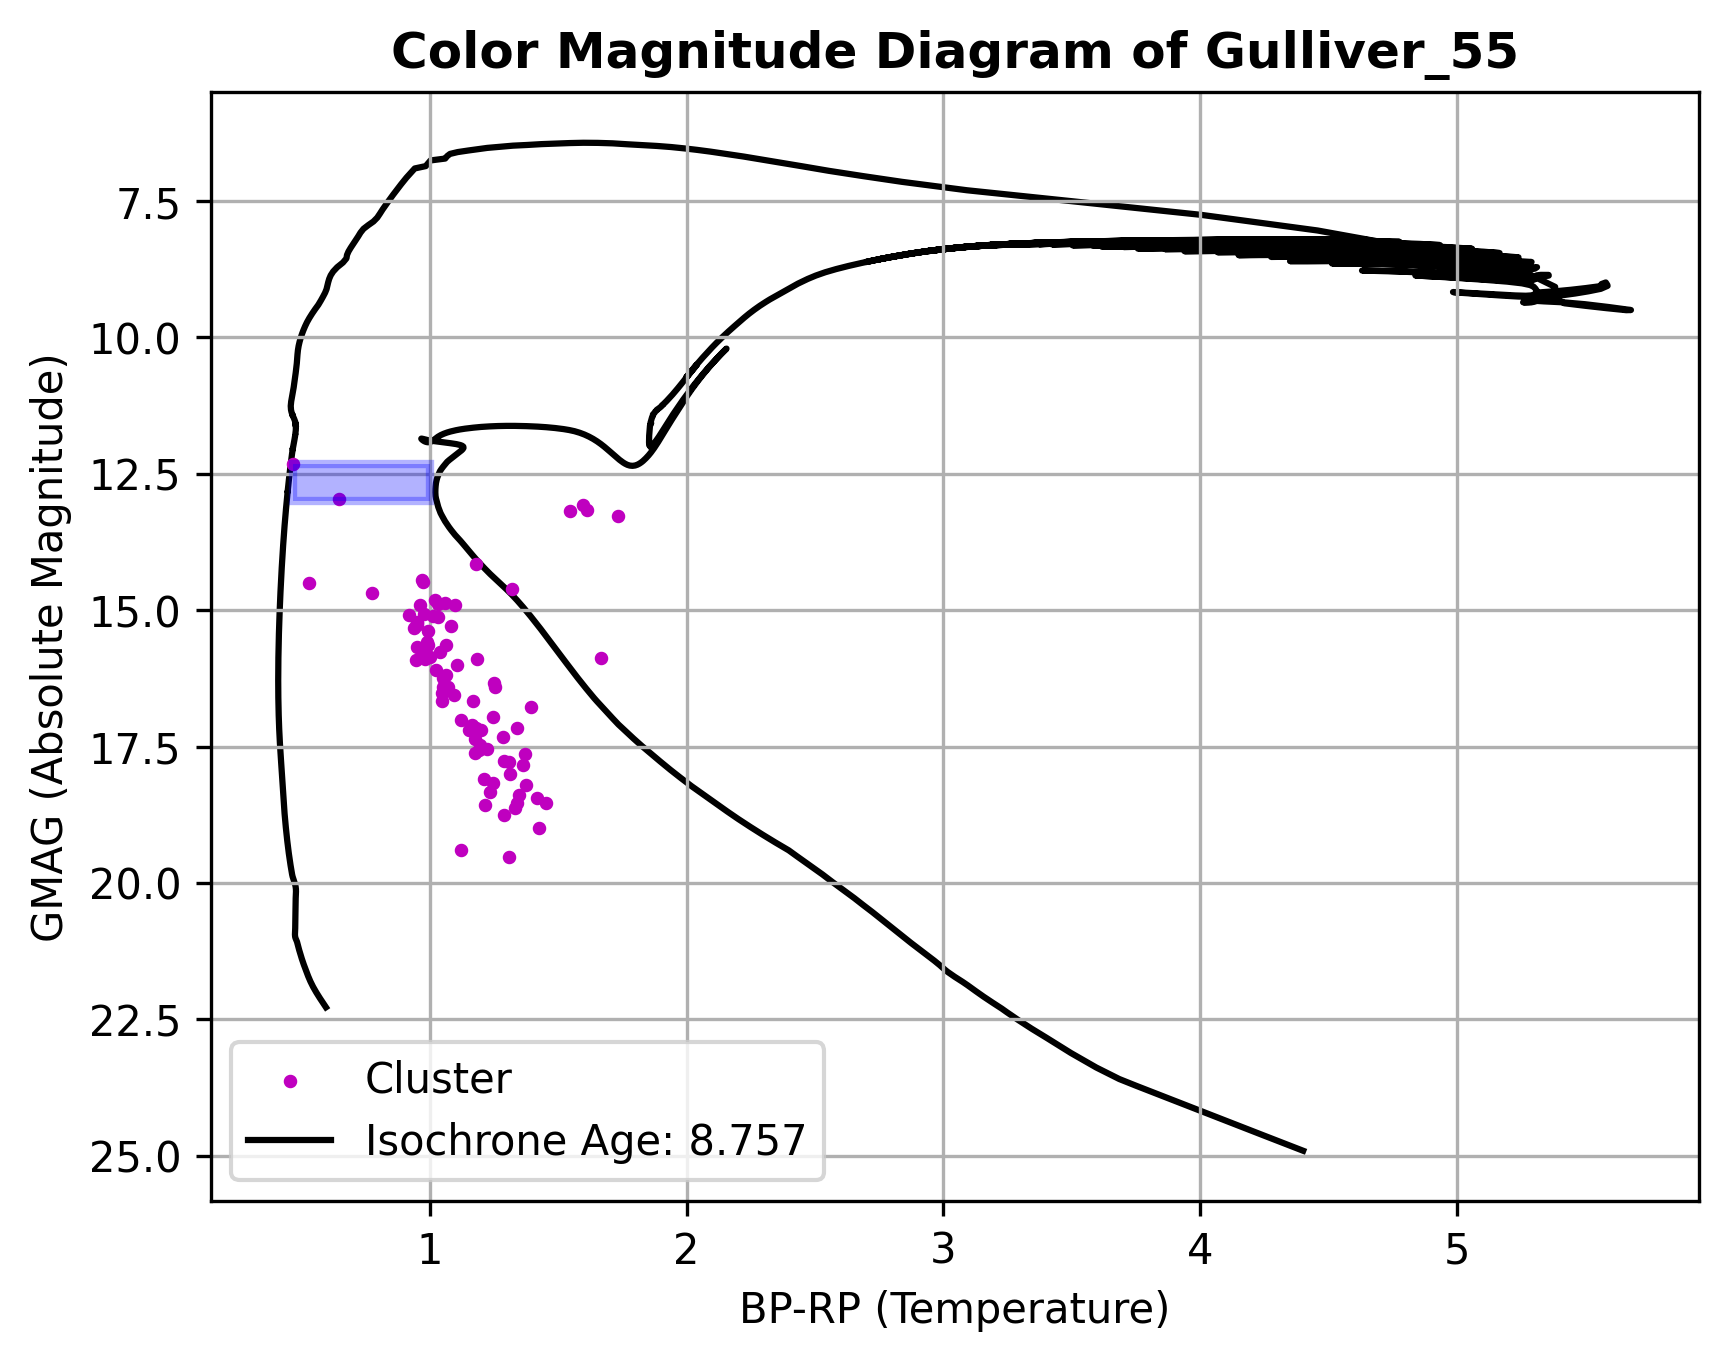 Color Magnitude Diagram of Gulliver_55
GMAG (Absolute Magnitude)
7.5
10.0
12.5
15.0
17.5
20.0
22.5
25.0
Cluster
Isochrone Age: 8.757
1
2
3
4
5
BP-RP (Temperature)